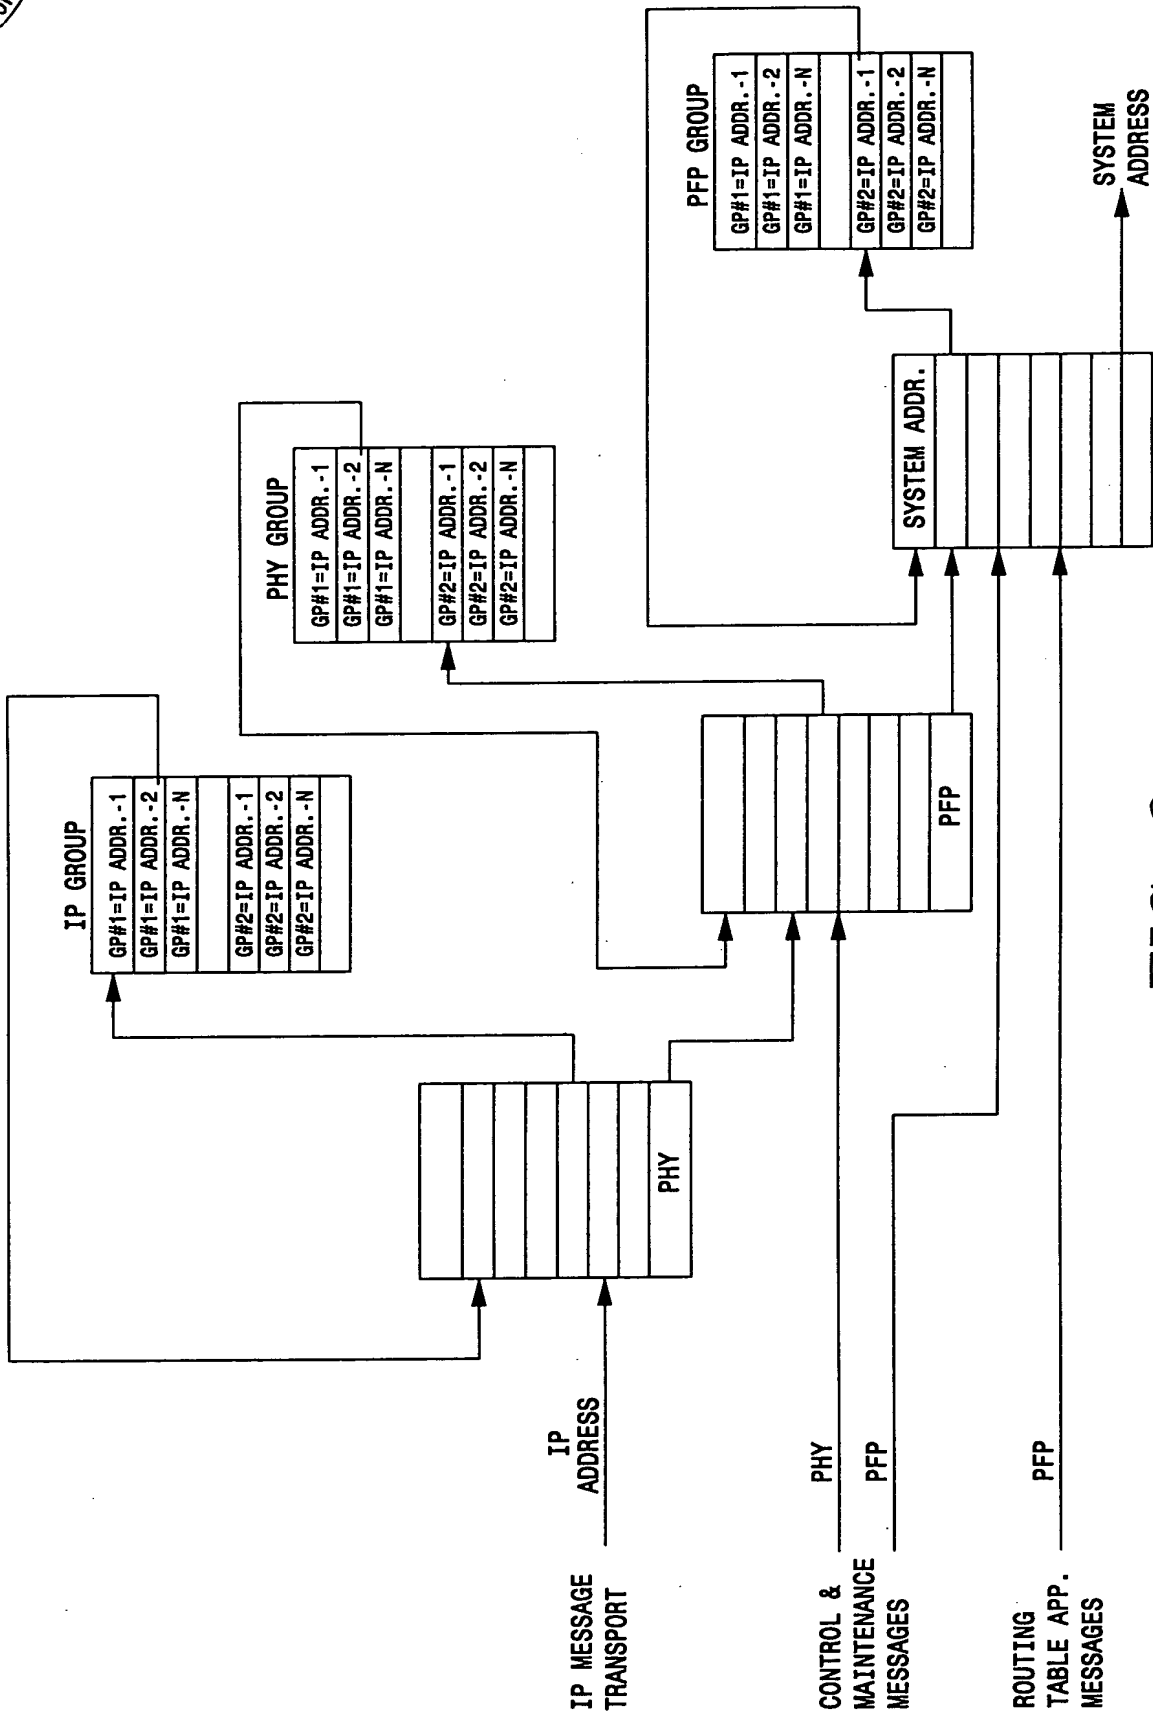 IP GROUP
GP#1=IP ADDR.-1
GP#1=IP ADDR.-2
GP#1=IP ADDR.-N
GP#2=IP ADDR.-1
GP#2=IP ADDR.-2
GP#2=IP ADDR.-N
PHY GROUP
GP#1=IP ADDR.-1
GP#1=IP ADDR.-2
GP#1=IP ADDR.-N
GP#2=IP ADDR.-1
GP#2=IP ADDR.-2
GP#2=IP ADDR.-N
PFP GROUP
GP#1=IP ADDR.-1
GP#1=IP ADDR.-2
GP#1=IP ADDR.-N
GP#2=IP ADDR.-1
GP#2=IP ADDR.-2
GP#2=IP ADDR.-N
IP MESSAGE
TRANSPORT
IP
ADDRESS
PHY
CONTROL &
MAINTENANCE
MESSAGES
PHY
PFP
PFP
SYSTEM ADDR.
ROUTING
TABLE APP.
MESSAGES
PFP
SYSTEM
ADDRESS